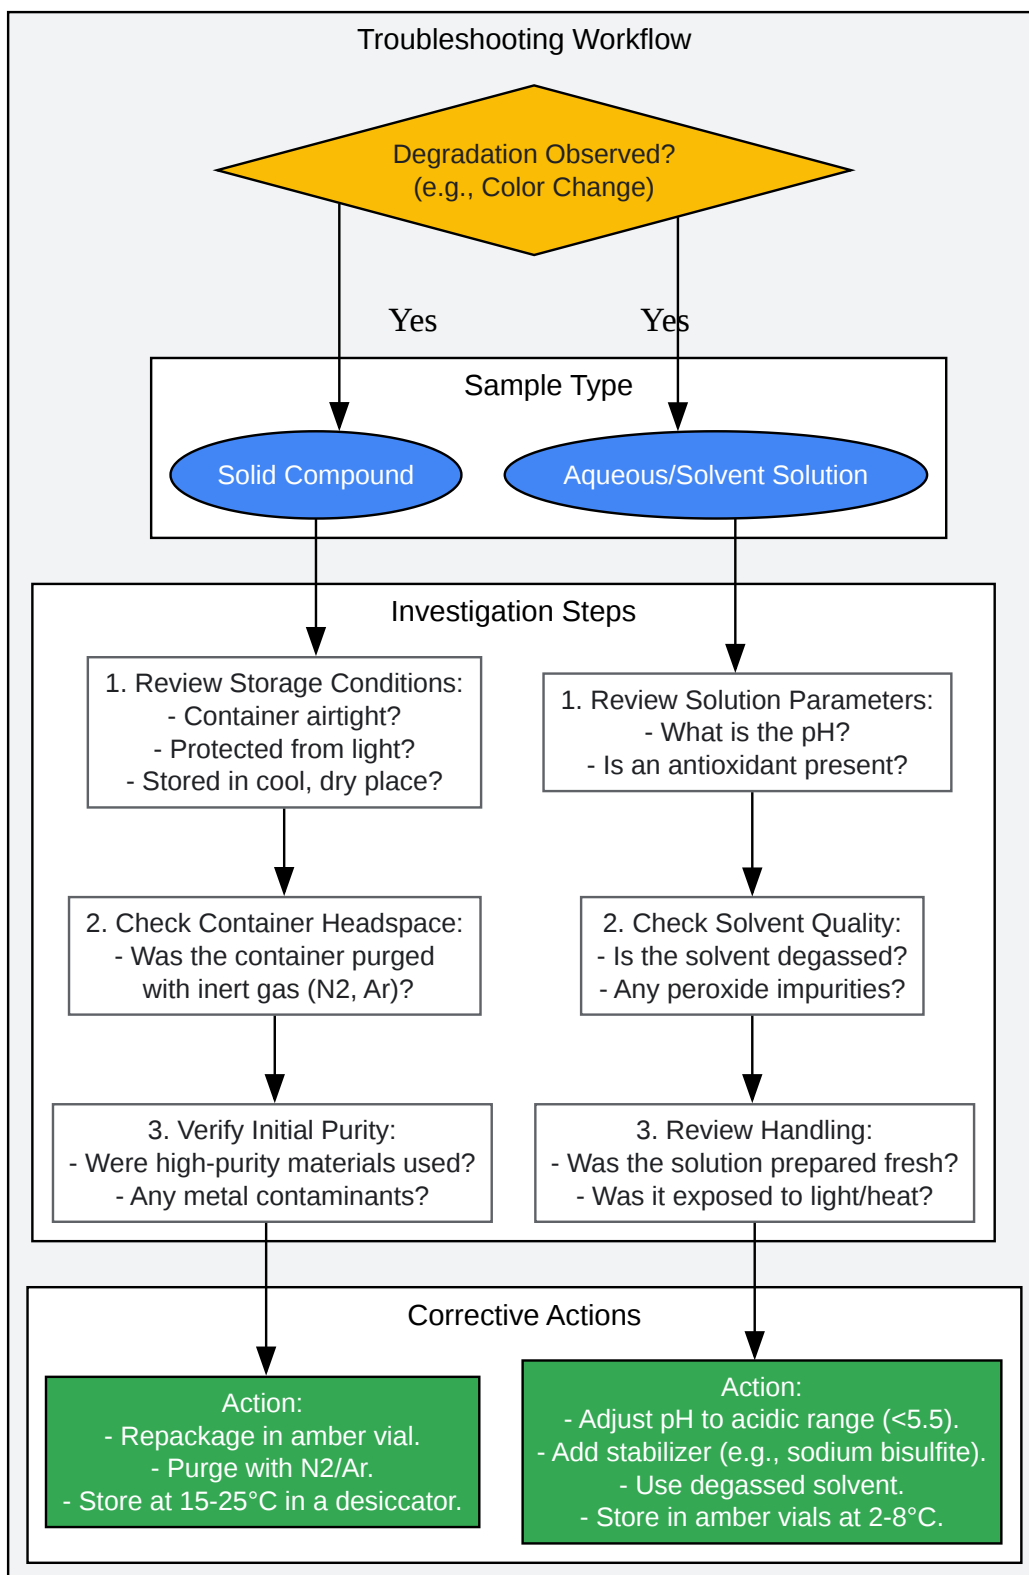 Troubleshooting Workflow
Degradation Observed?
(e.g., Color Change)
Yes
Yes
Sample Type
Solid Compound
Aqueous/Solvent Solution
Investigation Steps
1. Review Storage Conditions:
- Container airtight?
- Protected from light?
- Stored in cool, dry place?
1. Review Solution Parameters:
- What is the pH?
- Is an antioxidant present?
2. Check Container Headspace:
- Was the container purged
with inert gas (N2, Ar)?
2. Check Solvent Quality:
- Is the solvent degassed?
- Any peroxide impurities?
3. Verify Initial Purity:
- Were high-purity materials used?
- Any metal contaminants?
3. Review Handling:
- Was the solution prepared fresh?
- Was it exposed to light/heat?
Corrective Actions
Action:
- Repackage in amber vial.
- Purge with N2/Ar.
- Store at 15-25°C in a desiccator.
Action:
- Adjust pH to acidic range (<5.5).
- Add stabilizer (e.g., sodium bisulfite).
- Use degassed solvent.
- Store in amber vials at 2-8°C.